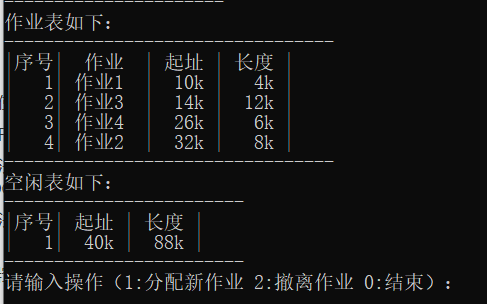 作业表如下:
序号 作业 起址 长度
1 作业1 10k 4k
2 作业3 14k 12k
3 作业4 26k 6k
4 作业2 32k 8k
空闲表如下:
序号 起址 长度
1 40k 88k
请输入操作（1:分配新作业 2:撤离作业 0:结束）: